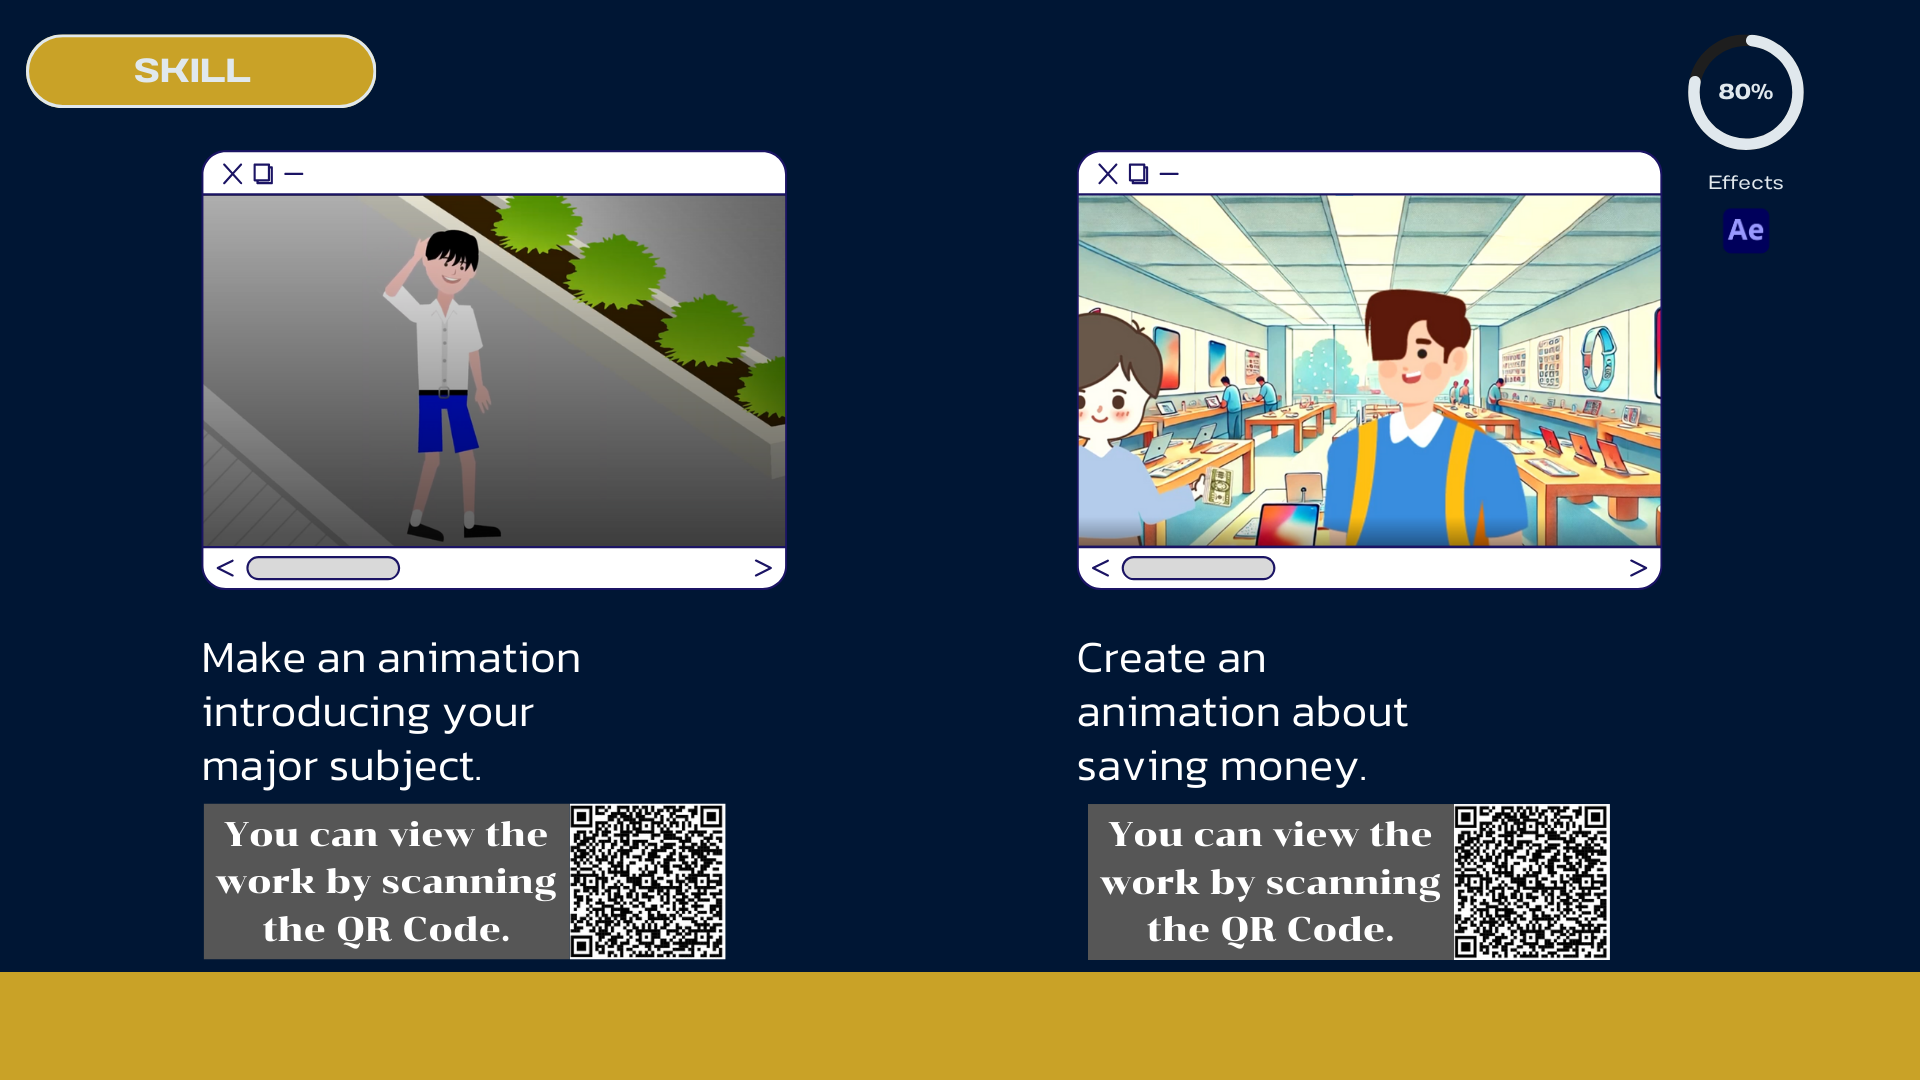 SKILL
80%
Effects
Ae
Make an animation
introducing your
major subject.
You can view the
work by scanning
the QR Code.
Create an
animation about
saving money.
You can view the
work by scanning
the QR Code.